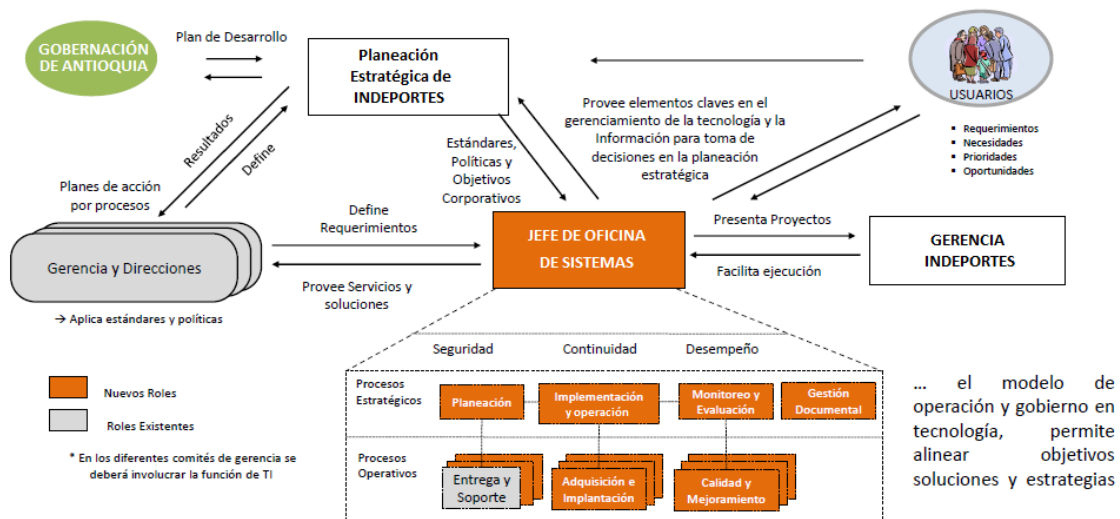 GOBERNACIÓN
DE ANTIOQUIA
Plan de Desarrollo
Planeación
Estratégica de
INDEPORTES
USUARIOS
Requerimientos
Necesidades
Prioridades
Oportunidades
Provee elementos claves en el
gerenciamiento de la tecnología y la
Información para toma de
decisiones en la planeación
estratégica
Estándares,
Políticas y
Objetivos
Corporativos
Resultados
Define
Planes de acción
por procesos
Gerencia y Direcciones
→ Aplica estándares y políticas
Define
Requerimientos
Provee Servicios y
soluciones
JEFE DE OFICINA
DE SISTEMAS
Presenta Proyectos
Facilita ejecución
GERENCIA
INDEPORTES
Seguridad Continuidad Desempeño
Procesos
Estratégicos
Planeación
Implementación
y operación
Monitoreo y
Evaluación
Gestión
Documental
Procesos
Operativos
Entrega y
Soporte
Adquisición e
Implantación
Calidad y
Mejoramiento
Nuevos Roles
Roles Existentes
* En los diferentes comités de gerencia se
deberá involucrar la función de TI
... el modelo de
operación y gobierno en
tecnología, permite
alinear objetivos
soluciones y estrategias